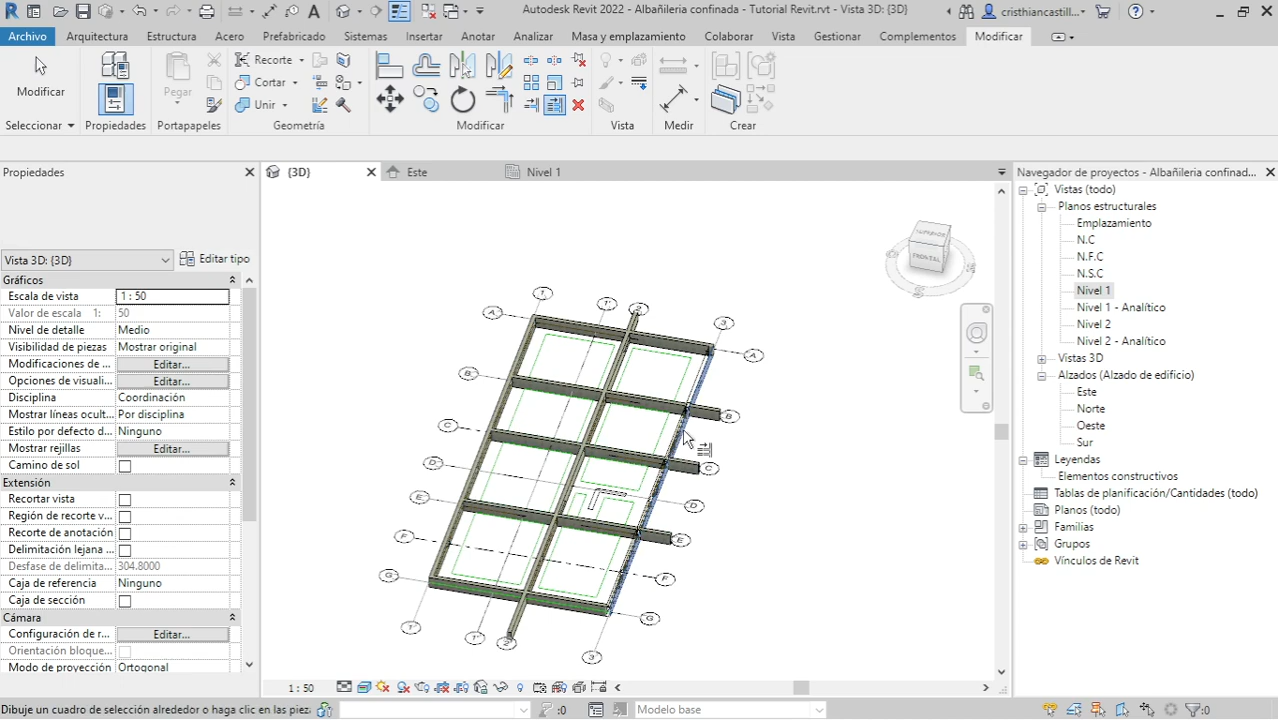 Autodesk Revit 2022 - Albañileria confinada - Tutorial Revit.rvt - Vista 3D: {3D}
cristhiancastill...
Archivo Arquitectura Estructura Acero Prefabricado Sistemas Insertar Anotar Analizar Masa y emplazamiento Colaborar Vista Gestionar Complementos Modificar
Modificar
Pegar
Recorte
Cortar
Unir
Seleccionar Propiedades Portapapeles Geometría Modificar Vista Medir Crear
Propiedades
{3D}
Este
Nivel 1
Navegador de proyectos - Albañileria confinad...
Vista 3D: {3D}
Editar tipo
Gráficos
Escala de vista 1 : 50
Valor de escala 1: 50
Nivel de detalle Medio
Visibilidad de piezas Mostrar original
Modificaciones de ... Editar...
Opciones de visuali... Editar...
Disciplina Coordinación
Mostrar líneas ocult... Por disciplina
Estilo por defecto d... Ninguno
Mostrar rejillas Editar...
Camino de sol
Extensión
Recortar vista
Región de recorte v...
Recorte de anotación
Delimitación lejana ...
Desfase de delimita... 304.8000
Caja de referencia Ninguno
Caja de sección
Cámara
Configuración de r... Editar...
Orientación bloque...
Modo de proyección Ortogonal
FRONTAL
1 1' 3
A A
B B
C C
D D
E E
F F
G G
1' 1' 2 3
Vistas (todo)
Planos estructurales
Emplazamiento
N.C
N.F.C
N.S.C
Nivel 1
Nivel 1 - Analítico
Nivel 2
Nivel 2 - Analítico
Vistas 3D
Alzados (Alzado de edificio)
Este
Norte
Oeste
Sur
Leyendas
Elementos constructivos
Tablas de planificación/Cantidades (todo)
Planos (todo)
Familias
Grupos
Vínculos de Revit
1 : 50
Dibuje un cuadro de selección alrededor o haga clic en las piez
:0
Modelo base
:0